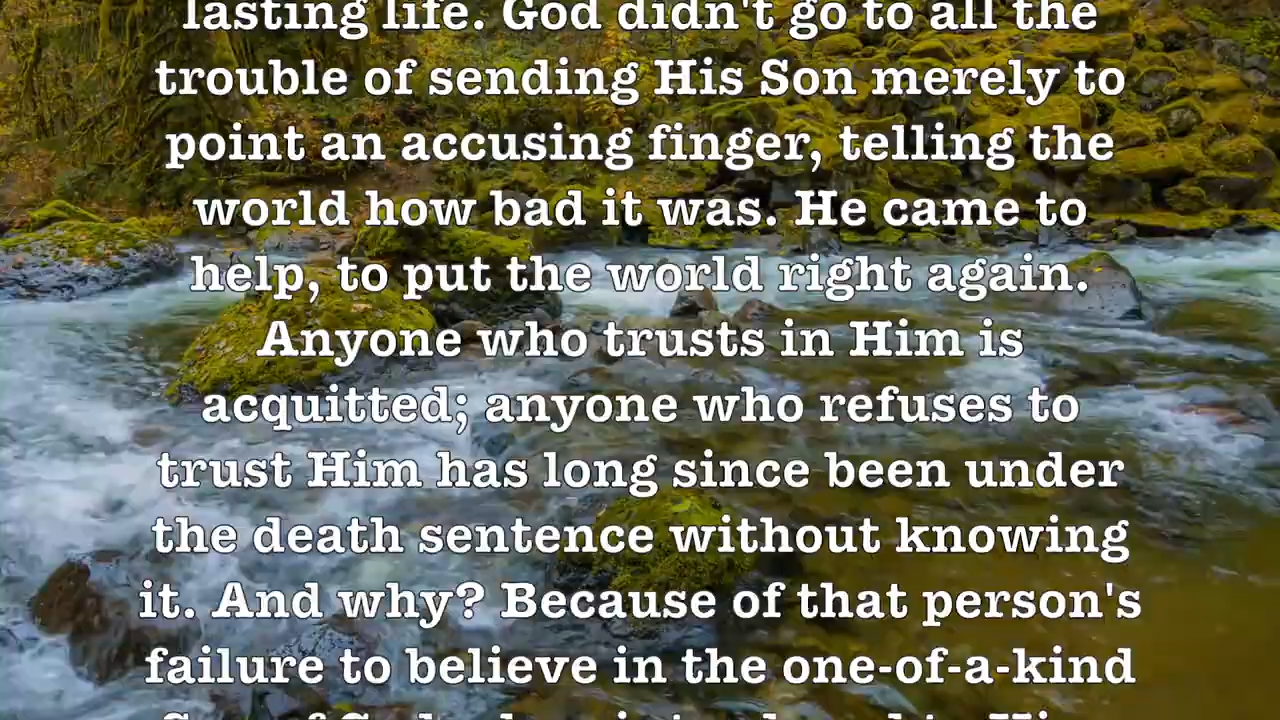 lasting life. God didn't go to all the
trouble of sending His Son merely to
point an accusing finger, telling the
world how bad it was. He came to
help, to put the world right again.
Anyone who trusts in Him is
acquitted; anyone who refuses to
trust Him has long since been under
the death sentence without knowing
it. And why? Because of that person's
failure to believe in the one-of-a-kind